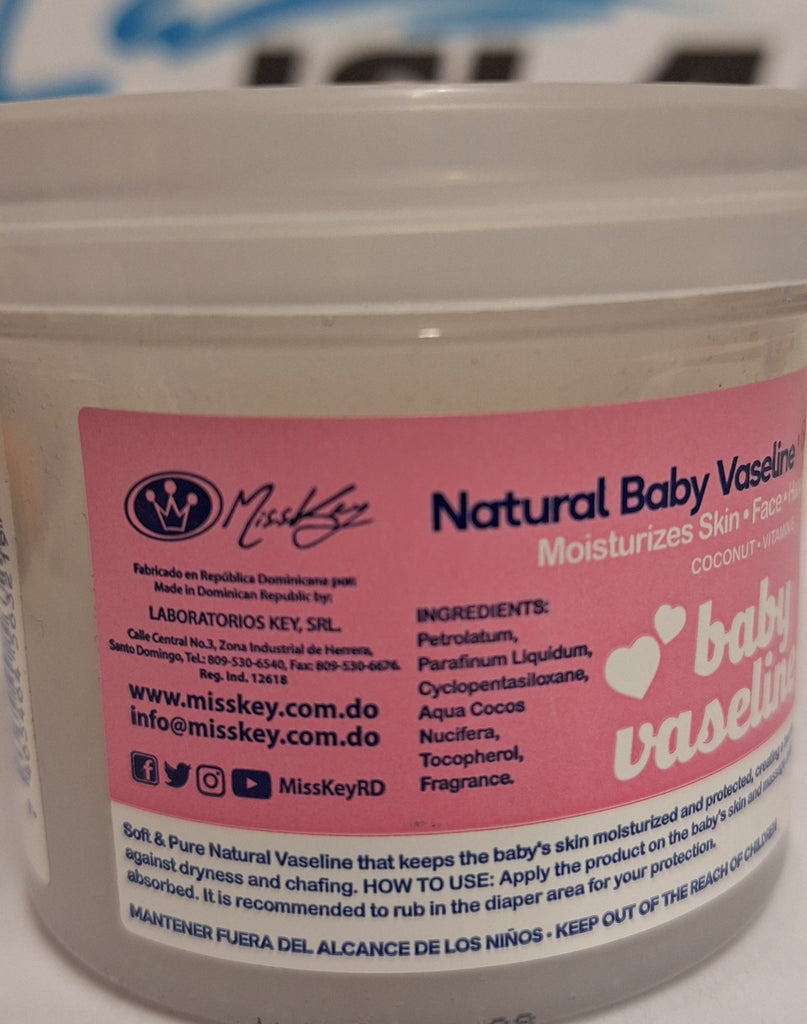 MissKey
Fabricado en República Dominicana por:
Made in Dominican Republic by:
LABORATORIOS KEY, SRL.
Calle Central No.3, Zona Industrial de Herrera,
Santo Domingo, Tel.: 809-530-6540, Fax: 809-530-6676.
Reg. Ind. 12618
www.misskey.com.do
info@misskey.com.do
MissKeyRD
Natural Baby Vaseline
Moisturizes Skin • Face •
COCONUT • VITAMIN
INGREDIENTS:
Petrolatum,
Parafinum Liquidum,
Cyclopentasiloxane,
Aqua Cocos
Nucifera,
Tocopherol,
Fragrance.
baby
vaseline
Soft & Pure Natural Vaseline that keeps the baby's skin moisturized and protected, creating a
against dryness and chafing. HOW TO USE: Apply the product on the baby's skin and massage
absorbed. It is recommended to rub in the diaper area for your protection.
MANTENER FUERA DEL ALCANCE DE LOS NIÑOS • KEEP OUT OF THE REACH OF CHILDREN